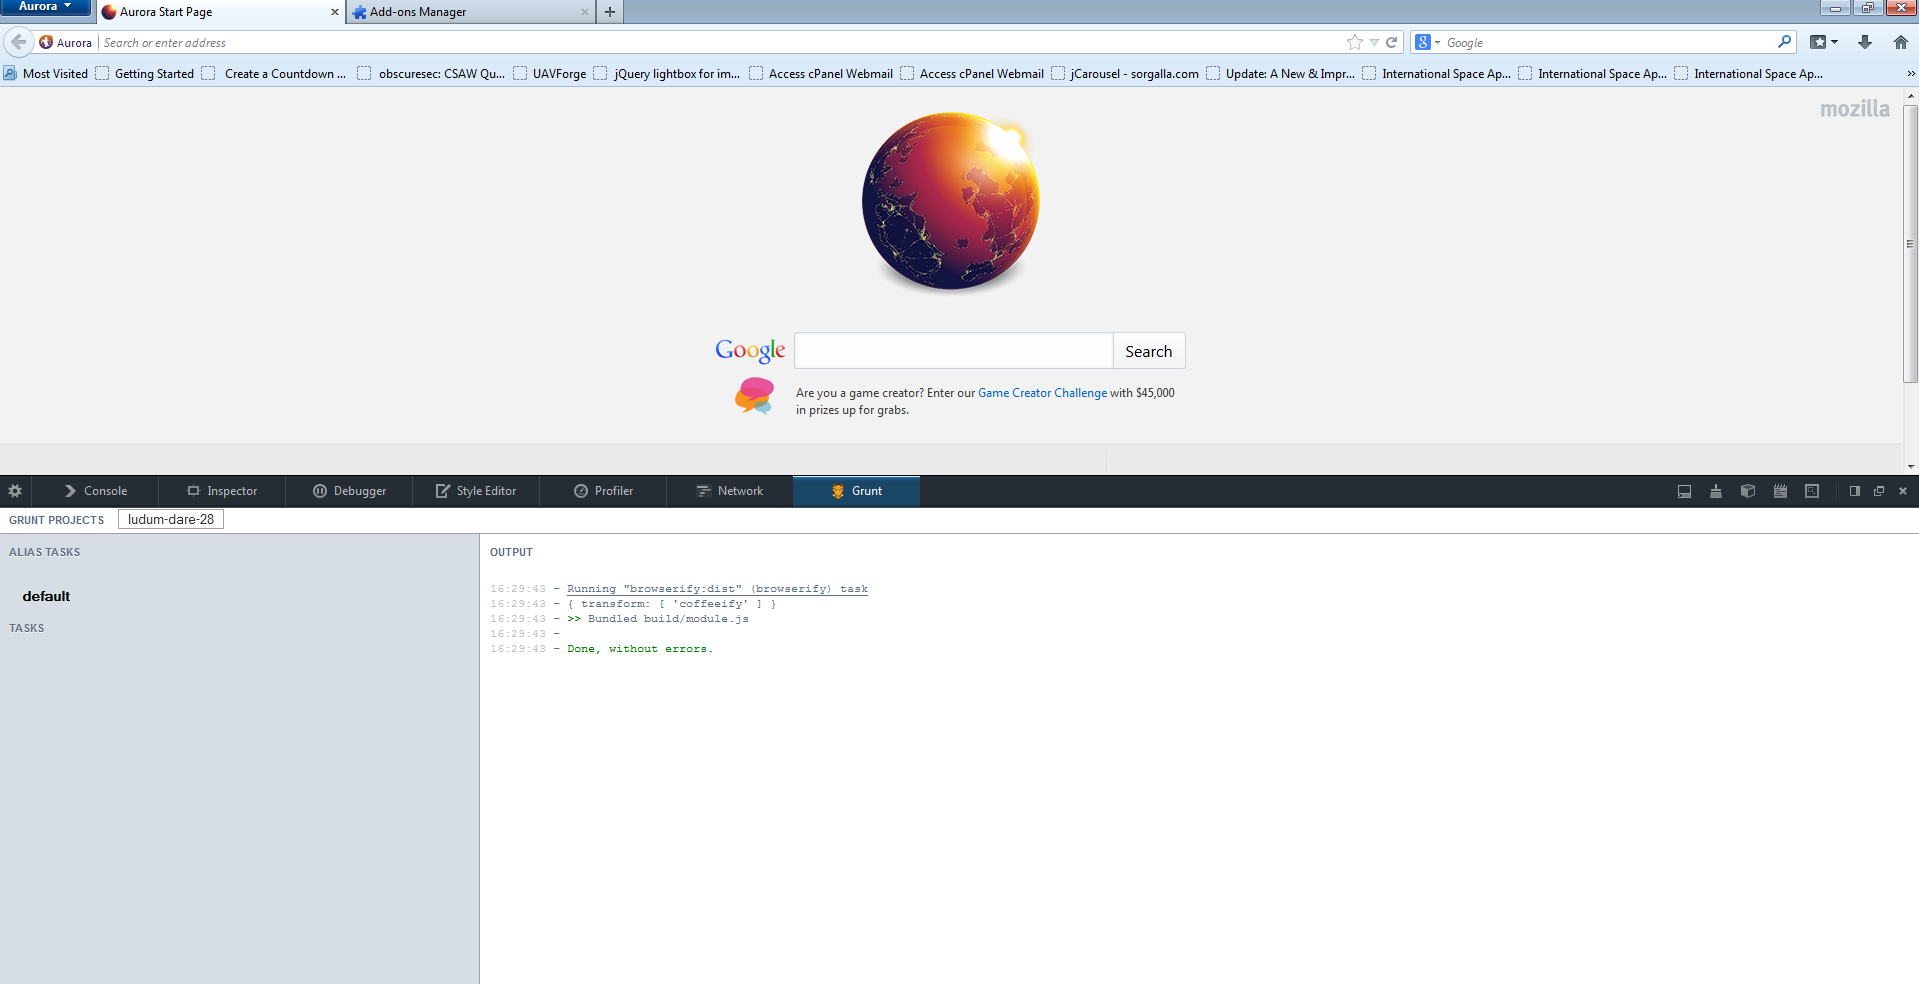 Aurora
Aurora Start Page
Add-ons Manager
Aurora
Search or enter address
8
Google
Most Visited
Getting Started
Create a Countdown ...
obscuresec: CSAW Qu...
UAVForge
jQuery lightbox for im...
Access cPanel Webmail
Access cPanel Webmail
jCarousel - sorgalla.com
Update: A New & Impr...
International Space Ap...
International Space Ap...
International Space Ap...
mozilla
Google
Search
Are you a game creator? Enter our Game Creator Challenge with $45,000
in prizes up for grabs.
Console
Inspector
Debugger
Style Editor
Profiler
Network
Grunt
GRUNT PROJECTS
ludum-dare-28
ALIAS TASKS
default
TASKS
OUTPUT
16:29:43 - Running "browserify:dist" (browserify) task
16:29:43 - { transform: [ 'coffeeify' ] }
16:29:43 - >> Bundled build/module.js
16:29:43 -
16:29:43 - Done, without errors.